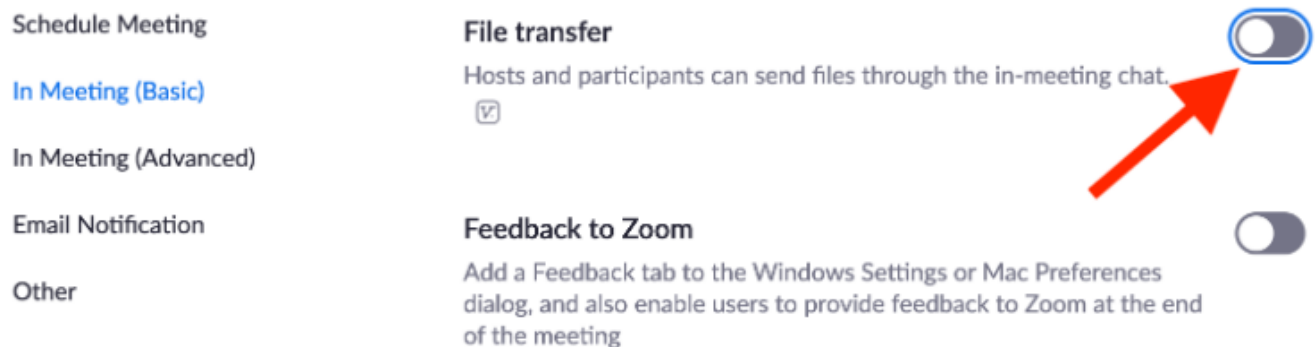 Schedule Meeting
In Meeting (Basic)
In Meeting (Advanced)
Email Notification
Other
File transfer
Hosts and participants can send files through the in-meeting chat.
Feedback to Zoom
Add a Feedback tab to the Windows Settings or Mac Preferences
dialog, and also enable users to provide feedback to Zoom at the end
of the meeting